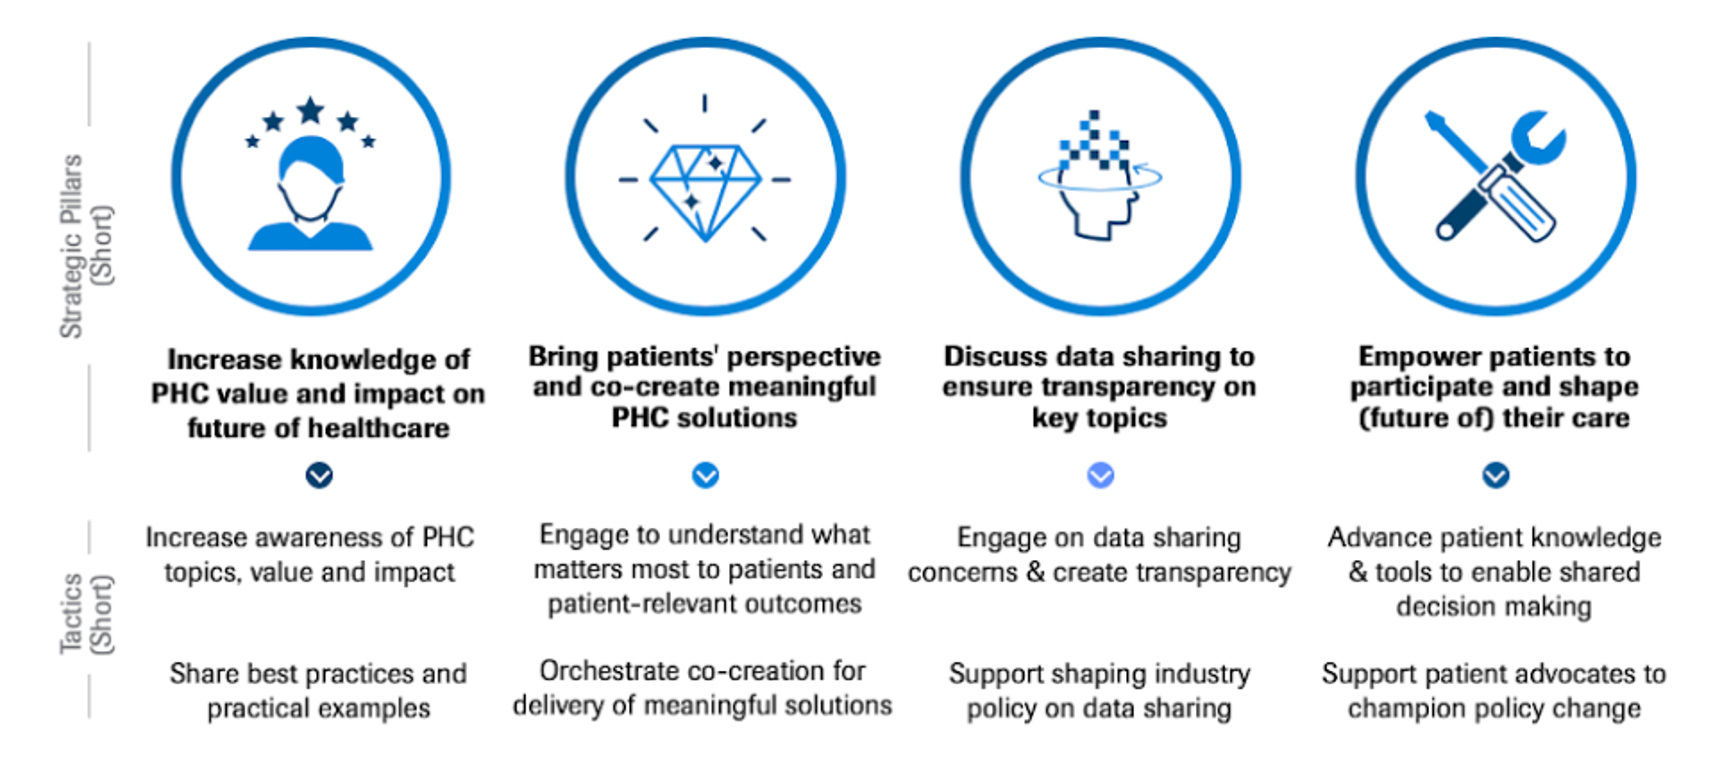 Strategic Pillars
(Short)
Increase knowledge of
PHC value and impact on
future of healthcare
Bring patients' perspective
and co-create meaningful
PHC solutions
Discuss data sharing to
ensure transparency on
key topics
Empower patients to
participate and shape
(future of) their care
Tactics
(Short)
Increase awareness of PHC
topics, value and impact
Engage to understand what
matters most to patients and
patient-relevant outcomes
Engage on data sharing
concerns & create transparency
Advance patient knowledge
& tools to enable shared
decision making
Share best practices and
practical examples
Orchestrate co-creation for
delivery of meaningful solutions
Support shaping industry
policy on data sharing
Support patient advocates to
champion policy change